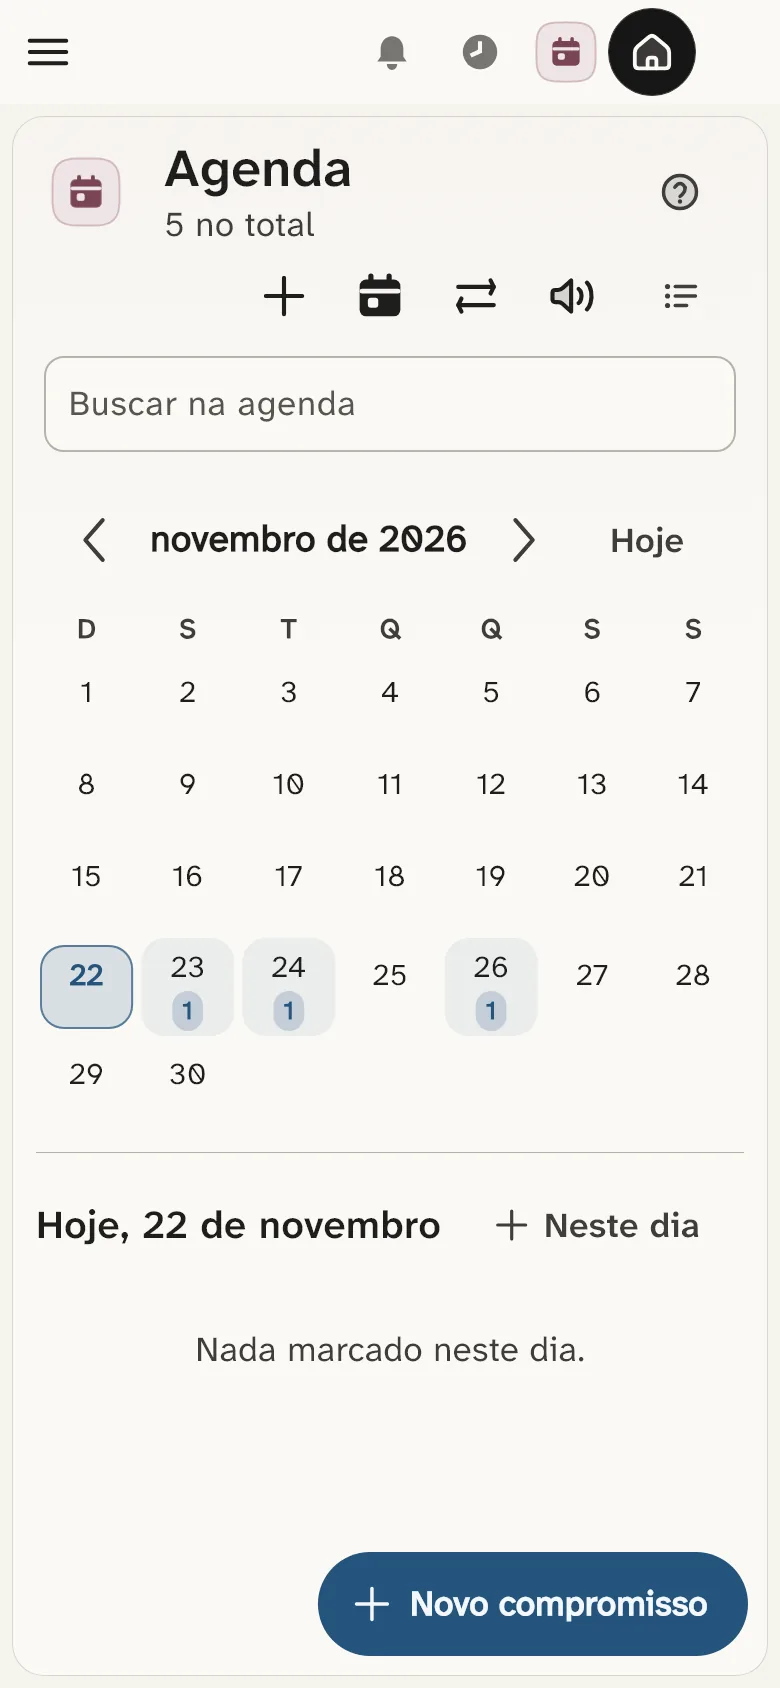 Agenda
5 no total
Buscar na agenda
novembro de 2026
Hoje
D S T Q Q S S
1 2 3 4 5 6 7
8 9 10 11 12 13 14
15 16 17 18 19 20 21
22 23 24 25 26 27 28
1 1 1
29 30
Hoje, 22 de novembro
Neste dia
Nada marcado neste dia.
Novo compromisso